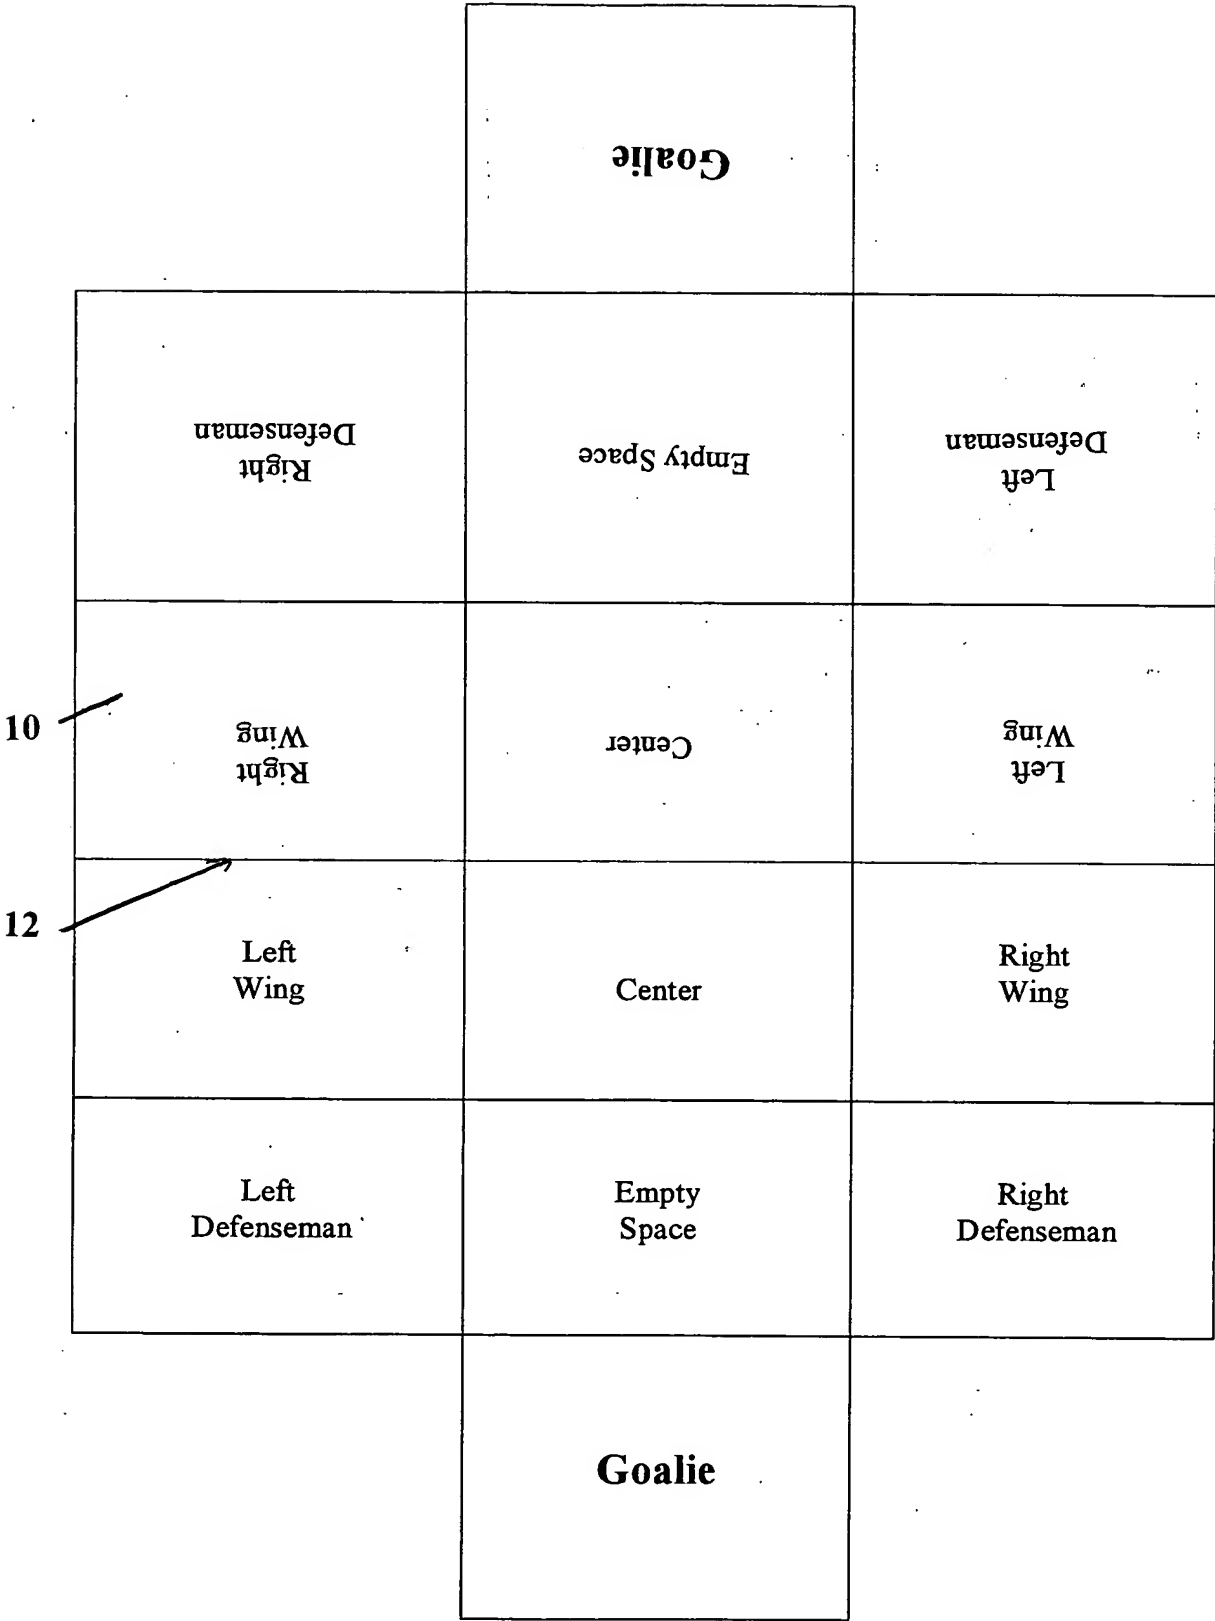 Goalie
Right
Defenseman
Empty Space
Left
Defenseman
10
Right
Wing
Center
Left
Wing
12
Left
Wing
Center
Right
Wing
Left
Defenseman
Empty
Space
Right
Defenseman
Goalie